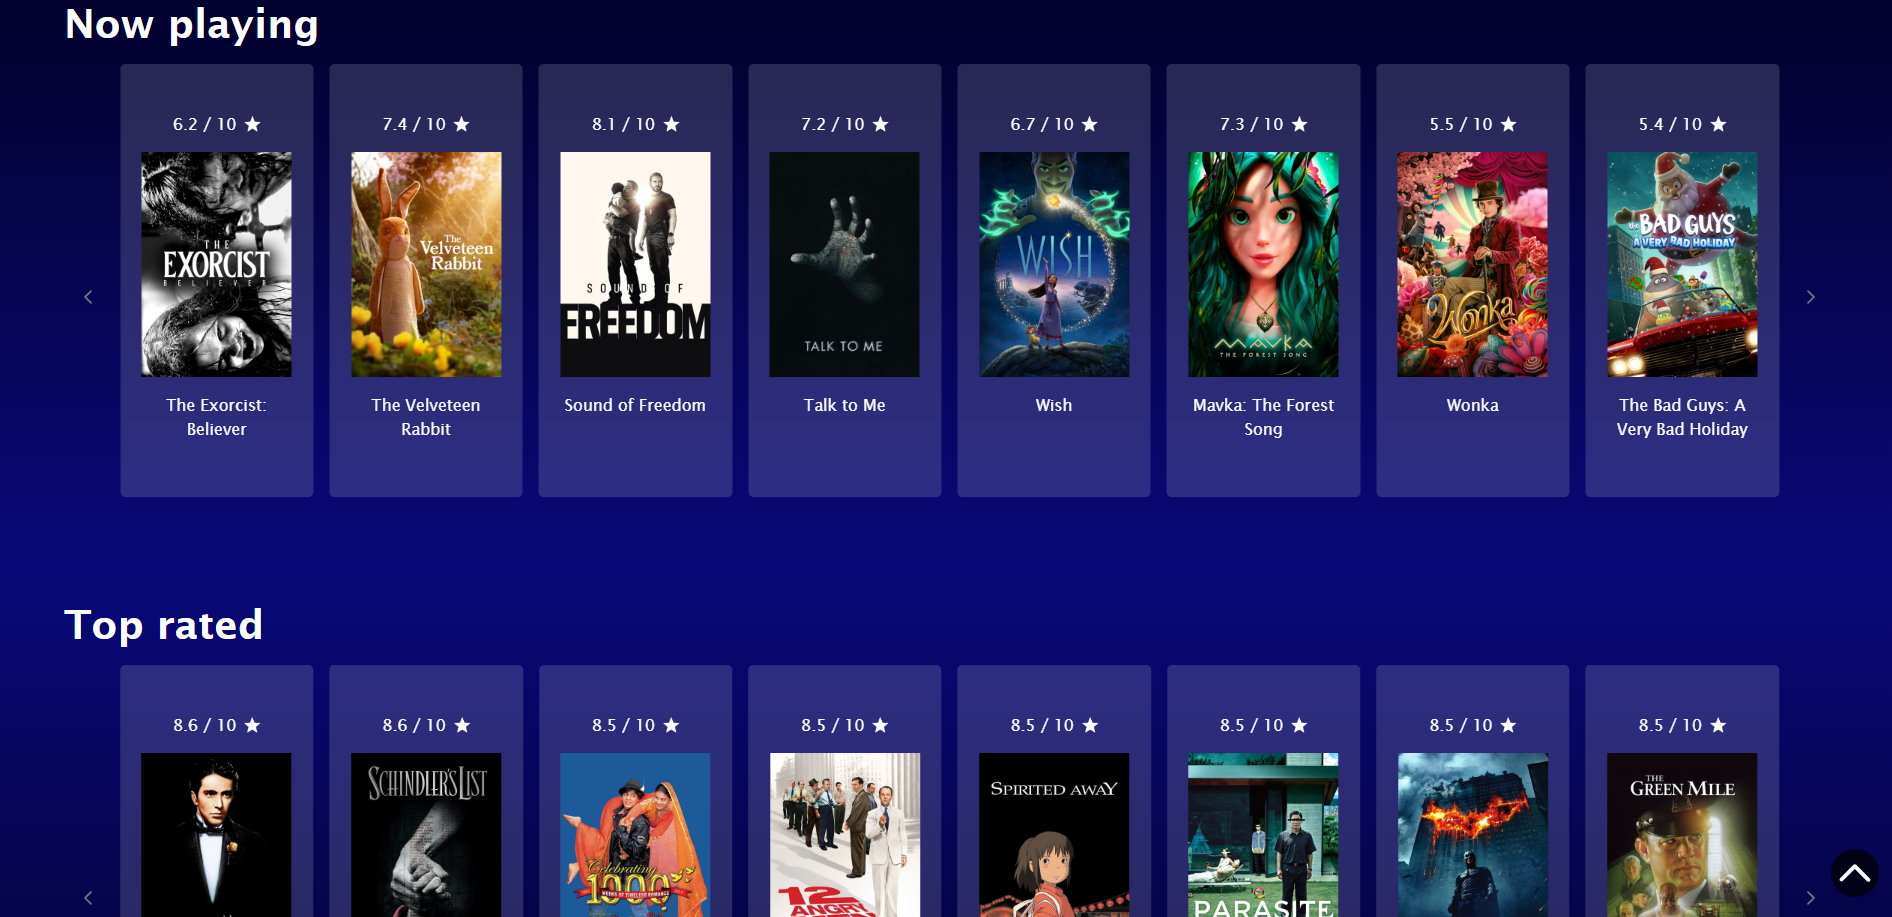 Now playing
6.2 / 10
7.4 / 10
8.1 / 10
7.2 / 10
6.7 / 10
7.3 / 10
5.5 / 10
5.4 / 10
THE
EXORCIST
BELIEVER
The
Velveteen
Rabbit
SOUND OF
FREEDOM
TALK TO ME
WISH
MAVKA
THE FOREST SONG
Wonka
the BAD GUYS
A VERY BAD HOLIDAY
The Exorcist:
Believer
The Velveteen
Rabbit
Sound of Freedom
Talk to Me
Wish
Mavka: The Forest
Song
Wonka
The Bad Guys: A
Very Bad Holiday
Top rated
8.6 / 10
8.6 / 10
8.5 / 10
8.5 / 10
8.5 / 10
8.5 / 10
8.5 / 10
8.5 / 10
SCHINDLER'S LIST
Celebrating
1000
WEEKS OF TIMELESS ROMANCE
12
ANGRY
SPIRITED AWAY
PARASITE
THE
GREEN MILE